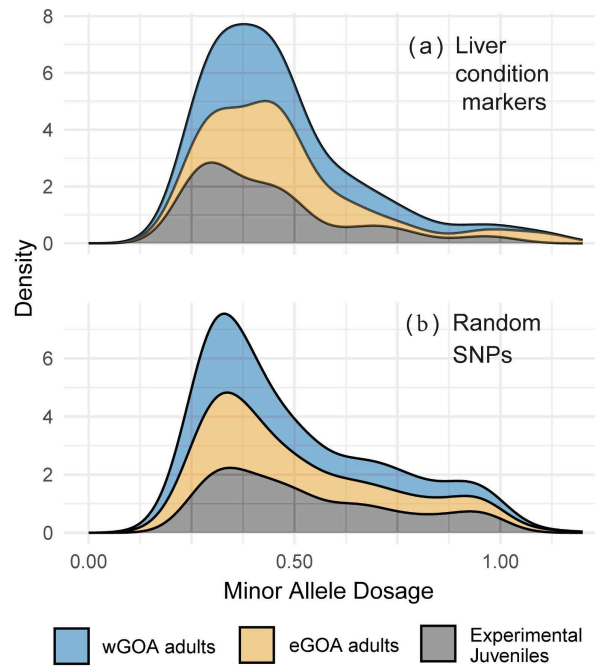 8
(a) Liver
condition
markers
6
4
2
0
Density
(b) Random
SNPs
6
4
2
0
0.00 0.50 1.00
Minor Allele Dosage
wGOA adults eGOA adults Experimental
Juveniles